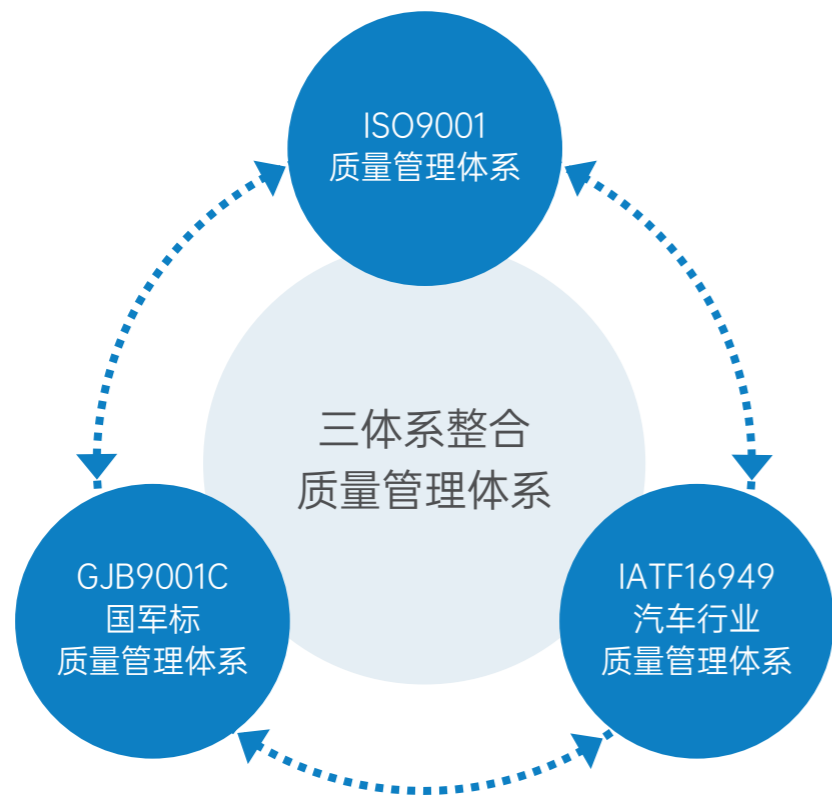 ISO9001
质量管理体系
三体系整合
质量管理体系
GJB9001C
国军标
质量管理体系
IATF16949
汽车行业
质量管理体系